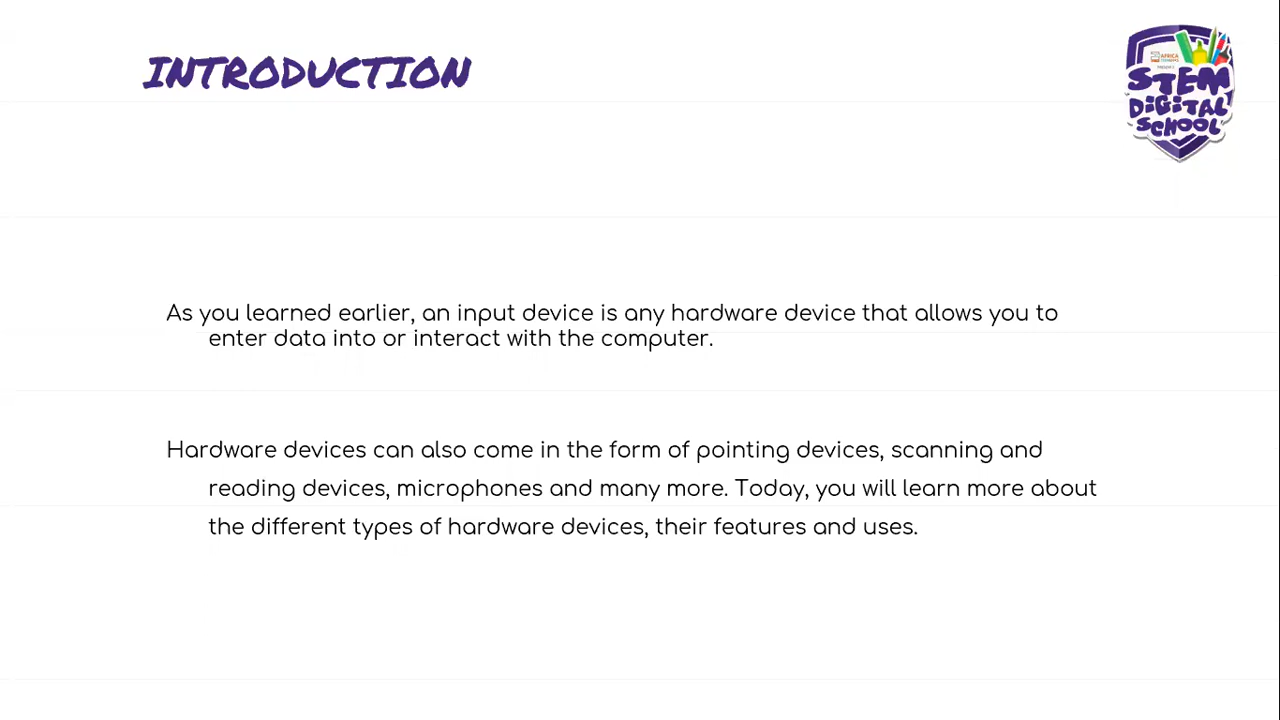 INTRODUCTION
AFRICA
STEM
DIGITAL
SCHOOL
As you learned earlier, an input device is any hardware device that allows you to
enter data into or interact with the computer.
Hardware devices can also come in the form of pointing devices, scanning and
reading devices, microphones and many more. Today, you will learn more about
the different types of hardware devices, their features and uses.